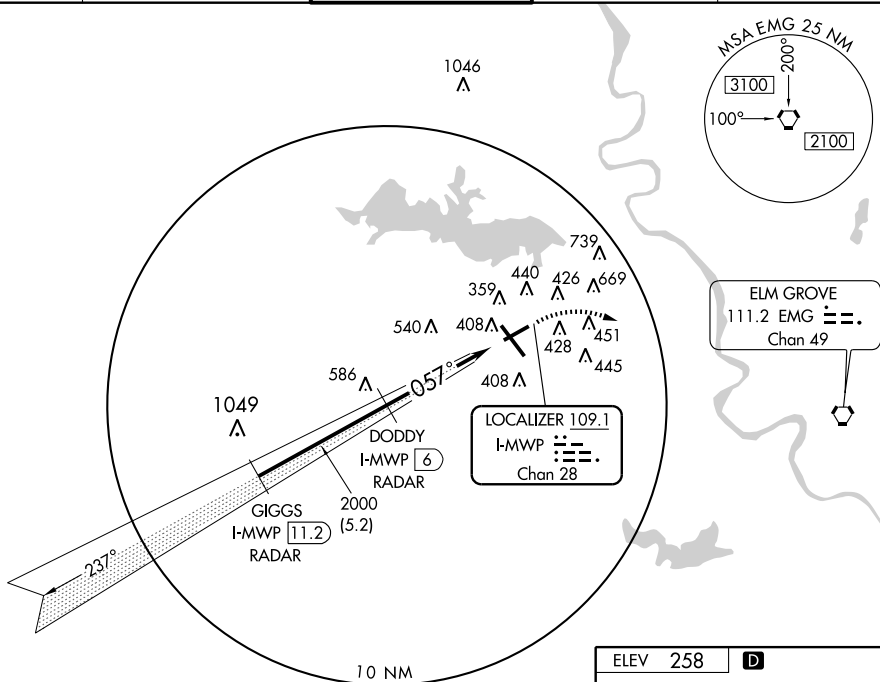 MSA EMG 25 NM
200°
3100
100°
2100
1046
739
440
426
669
359
540
408
451
428
445
586
057°
408
1049
ELM GROVE
111.2 EMG
Chan 49
LOCALIZER 109.1
I-MWP
Chan 28
DODDY
I-MWP 6
RADAR
GIGGS
I-MWP 11.2
RADAR
2000
(5.2)
237°
10 NM
ELEV 258 D